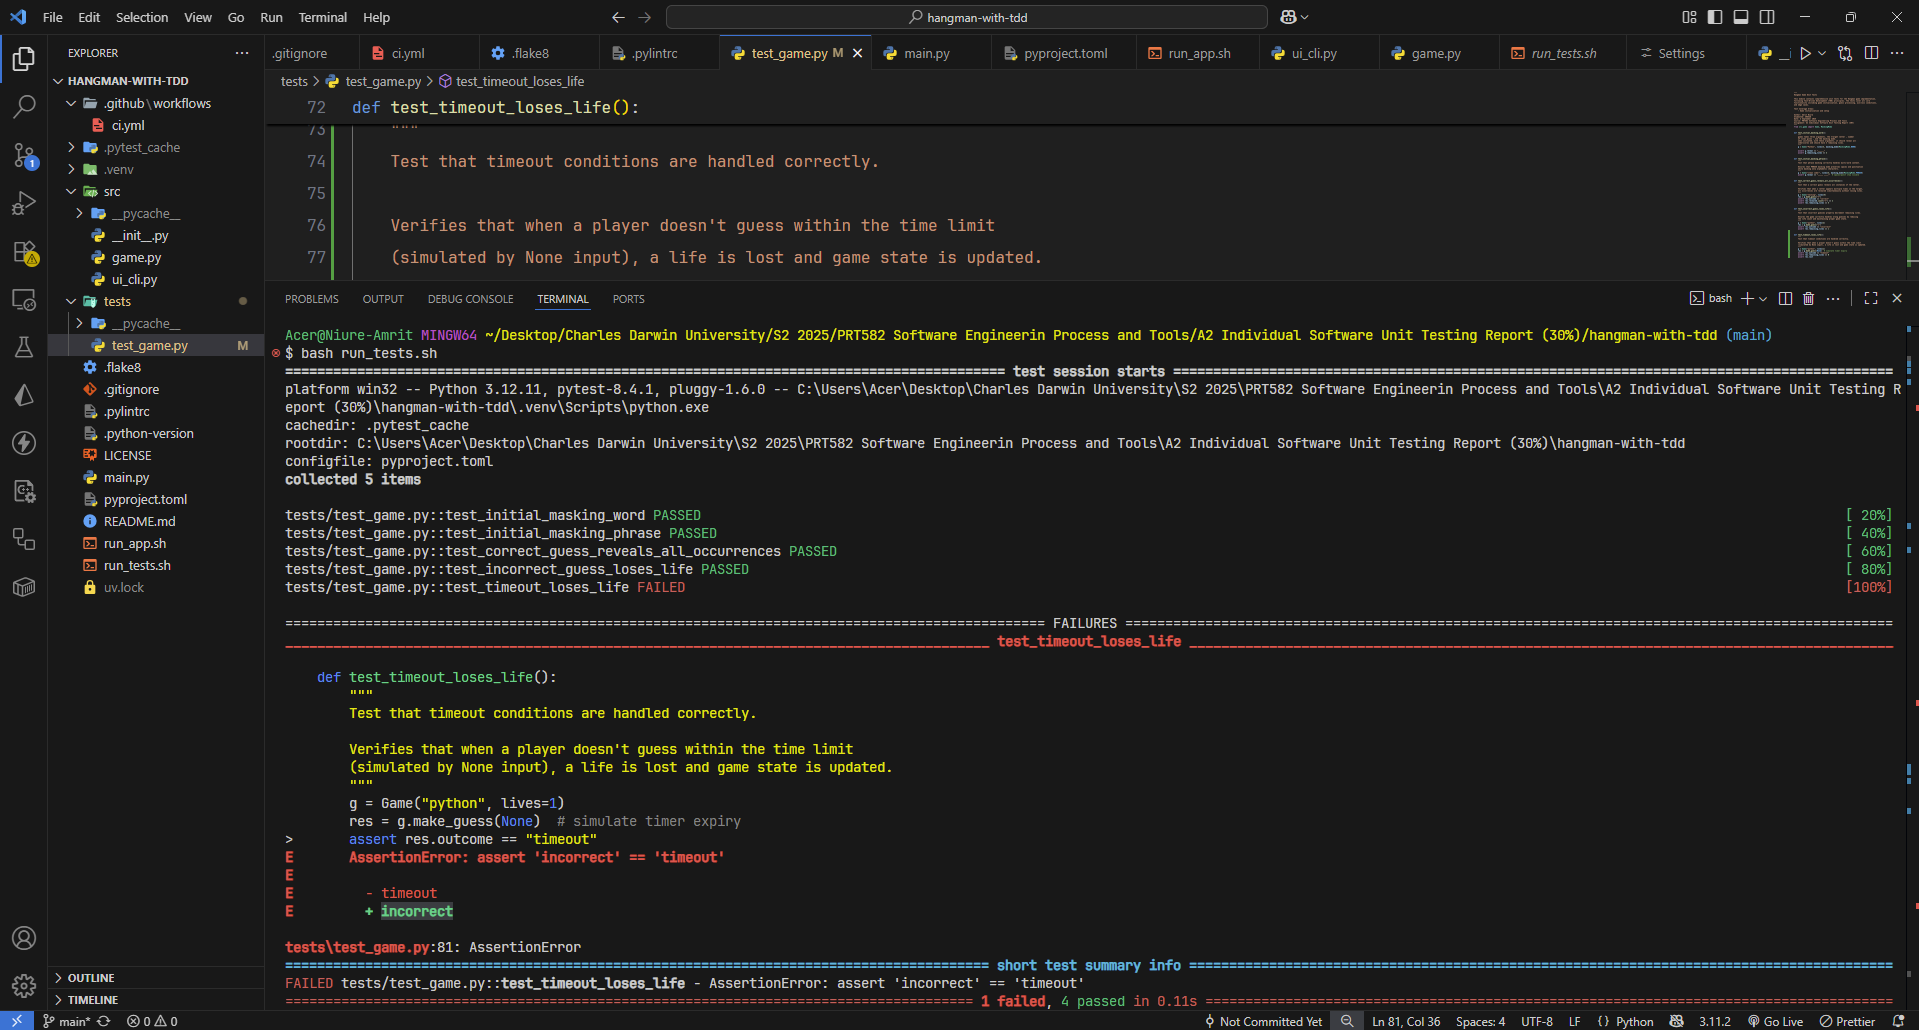 File Edit Selection View Go Run Terminal Help
hangman-with-tdd
EXPLORER
HANGMAN-WITH-TDD
.github\workflows
ci.yml
.pytest_cache
.venv
src
__pycache__
__init__.py
game.py
ui_cli.py
tests
__pycache__
test_game.py M
.flake8
.gitignore
.pylintrc
.python-version
LICENSE
main.py
pyproject.toml
README.md
run_app.sh
run_tests.sh
uv.lock
OUTLINE
TIMELINE
1
.gitignore ci.yml .flake8 .pylintrc test_game.py M main.py pyproject.toml run_app.sh ui_cli.py game.py run_tests.sh Settings
tests > test_game.py > test_timeout_loses_life
72 def test_timeout_loses_life():
73 """
74 Test that timeout conditions are handled correctly.
75
76 Verifies that when a player doesn't guess within the time limit
77 (simulated by None input), a life is lost and game state is updated.
PROBLEMS OUTPUT DEBUG CONSOLE TERMINAL PORTS
bash
Acer@Niure-Amrit MINGW64 ~/Desktop/Charles Darwin University/S2 2025/PRT582 Software Engineerin Process and Tools/A2 Individual Software Unit Testing Report (30%)/hangman-with-tdd (main)
$ bash run_tests.sh
test session starts
platform win32 -- Python 3.12.11, pytest-8.4.1, pluggy-1.6.0 -- C:\Users\Acer\Desktop\Charles Darwin University\S2 2025\PRT582 Software Engineerin Process and Tools\A2 Individual Software Unit Testing R
eport (30%)\hangman-with-tdd\.venv\Scripts\python.exe
cachedir: .pytest_cache
rootdir: C:\Users\Acer\Desktop\Charles Darwin University\S2 2025\PRT582 Software Engineerin Process and Tools\A2 Individual Software Unit Testing Report (30%)\hangman-with-tdd
configfile: pyproject.toml
collected 5 items
tests/test_game.py::test_initial_masking_word PASSED [ 20%]
tests/test_game.py::test_initial_masking_phrase PASSED [ 40%]
tests/test_game.py::test_correct_guess_reveals_all_occurrences PASSED [ 60%]
tests/test_game.py::test_incorrect_guess_loses_life PASSED [ 80%]
tests/test_game.py::test_timeout_loses_life FAILED [100%]
FAILURES
test_timeout_loses_life
def test_timeout_loses_life():
"""
Test that timeout conditions are handled correctly.
Verifies that when a player doesn't guess within the time limit
(simulated by None input), a life is lost and game state is updated.
"""
g = Game("python", lives=1)
res = g.make_guess(None) # simulate timer expiry
> assert res.outcome == "timeout"
E AssertionError: assert 'incorrect' == 'timeout'
E
E - timeout
E + incorrect
tests\test_game.py:81: AssertionError
short test summary info
FAILED tests/test_game.py::test_timeout_loses_life - AssertionError: assert 'incorrect' == 'timeout'
1 failed, 4 passed in 0.11s
main* 0 0 Not Committed Yet Ln 81, Col 36 Spaces: 4 UTF-8 LF { } Python 3.11.2 Go Live Prettier